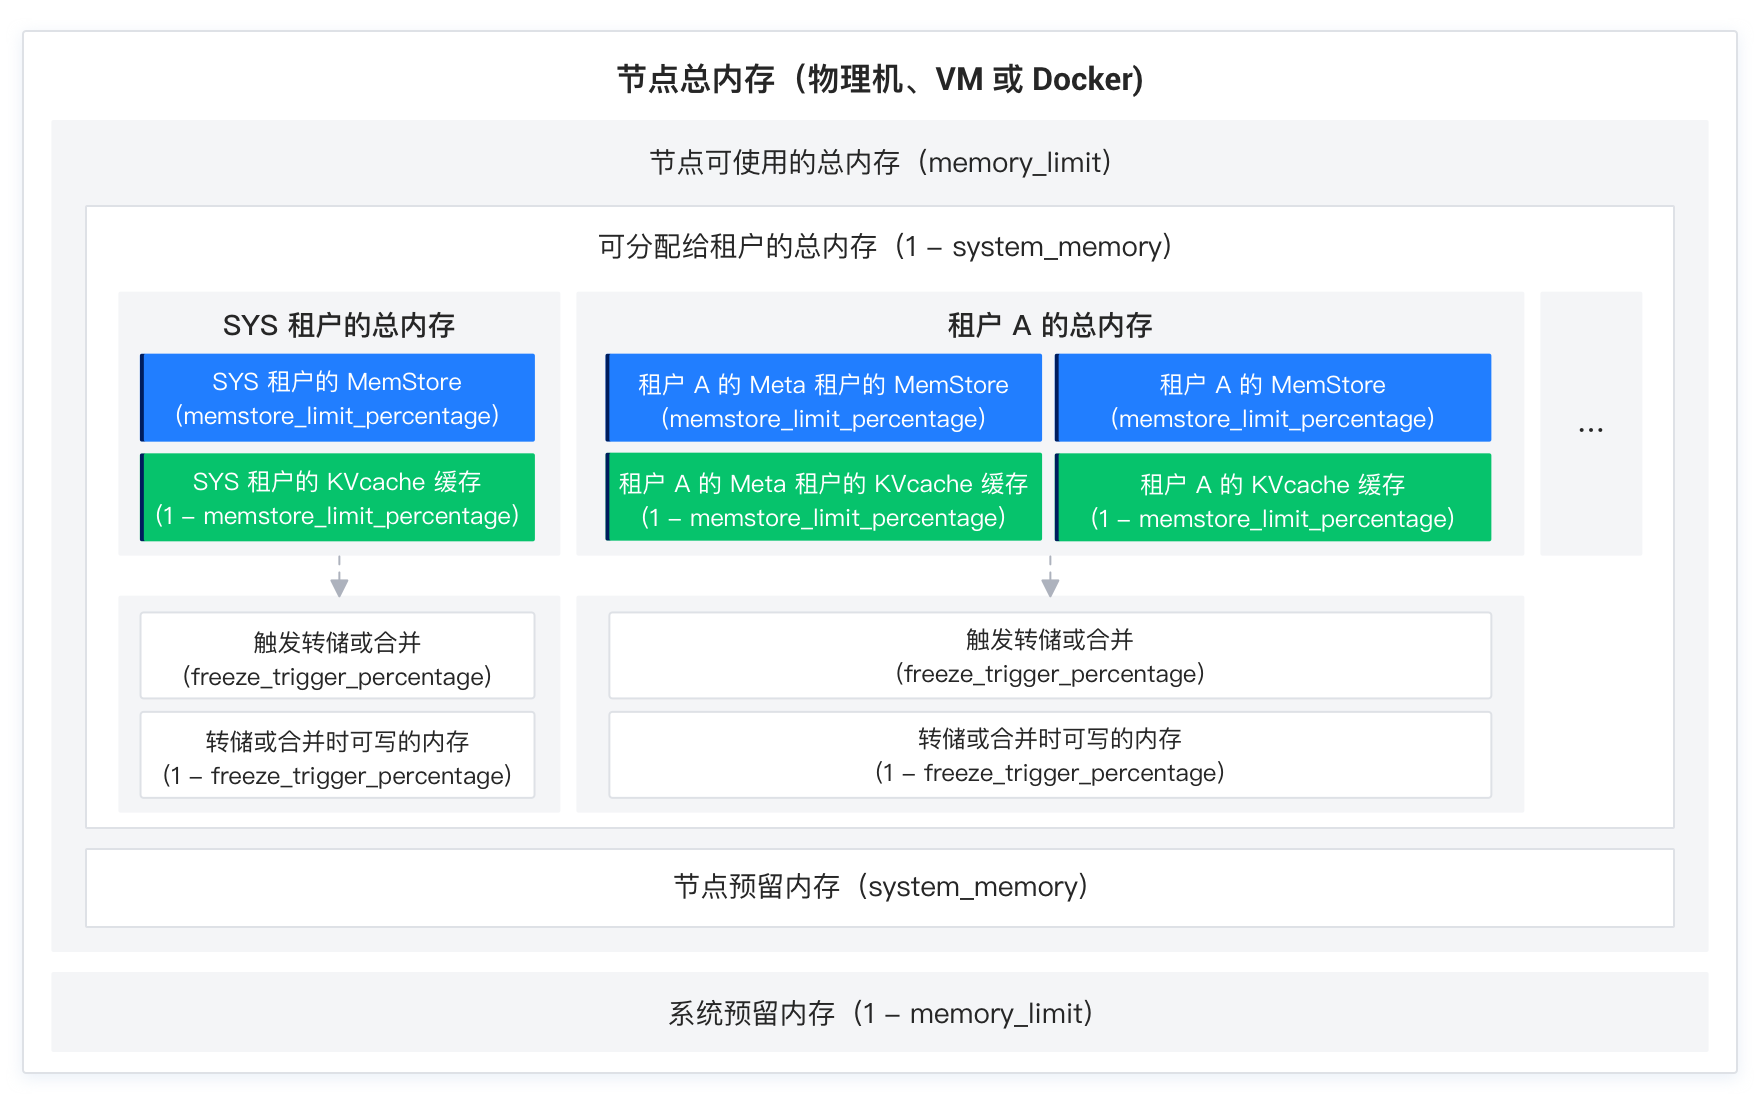 节点总内存（物理机、VM 或 Docker)
节点可使用的总内存（memory_limit）
可分配给租户的总内存（1 – system_memory）
SYS 租户的总内存
SYS 租户的 MemStore
(memstore_limit_percentage)
SYS 租户的 KVcache 缓存
(1 – memstore_limit_percentage)
租户 A 的总内存
租户 A 的 Meta 租户的 MemStore
(memstore_limit_percentage)
租户 A 的 MemStore
(memstore_limit_percentage)
租户 A 的 Meta 租户的 KVcache 缓存
(1 – memstore_limit_percentage)
租户 A 的 KVcache 缓存
(1 – memstore_limit_percentage)
...
触发转储或合并
(freeze_trigger_percentage)
转储或合并时可写的内存
(1 – freeze_trigger_percentage)
触发转储或合并
(freeze_trigger_percentage)
转储或合并时可写的内存
(1 – freeze_trigger_percentage)
节点预留内存（system_memory）
系统预留内存（1 – memory_limit）